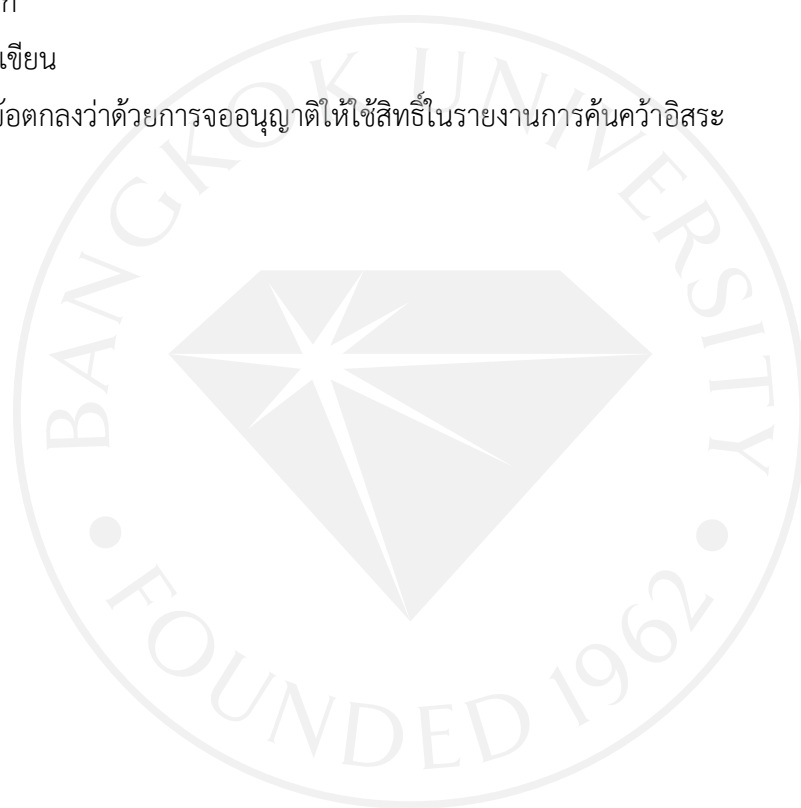 ก
เขียน
ข้อตกลงว่าด้วยการจออนุญาติให้ใช้สิทธิ์ในรายงานการค้นคว้าอิสระ
BANGKOK UNIVERSITY
• FOUNDED 1962 •